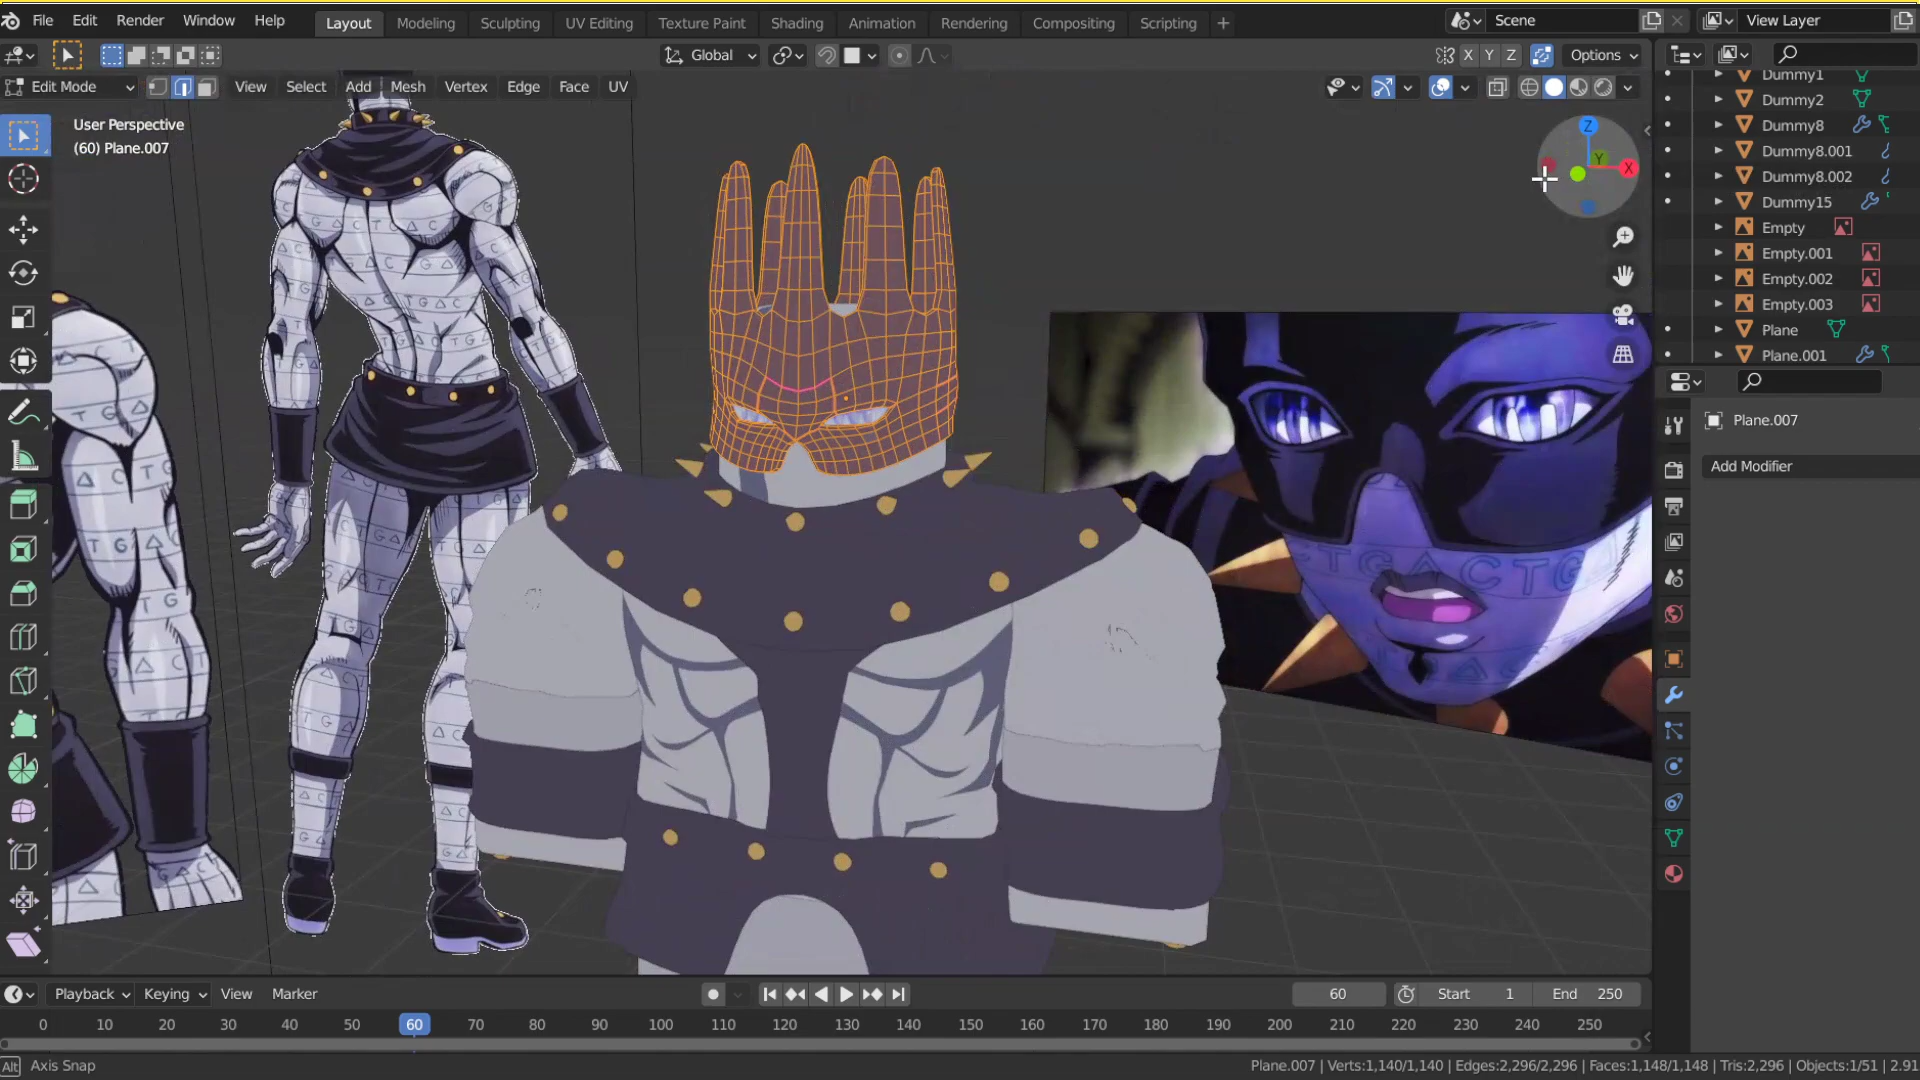 File Edit Render Window Help Layout Modeling Sculpting UV Editing Texture Paint Shading Animation Rendering Compositing Scripting + Scene View Layer
Global X Y Z Options
Edit Mode View Select Add Mesh Vertex Edge Face UV
User Perspective
(60) Plane.007
Z
Y
X
Dummy1
Dummy2
Dummy8
Dummy8.001
Dummy8.002
Dummy15
Empty
Empty.001
Empty.002
Empty.003
Plane
Plane.001
Plane.007
Add Modifier
Playback Keying View Marker 60 Start 1 End 250
0 10 20 30 40 50 60 70 80 90 100 110 120 130 140 150 160 170 180 190 200 210 220 230 240 250
Alt Axis Snap Plane.007 | Verts:1,140/1,140 | Edges:2,296/2,296 | Faces:1,148/1,148 | Tris:2,296 | Objects:1/51 | 2.91